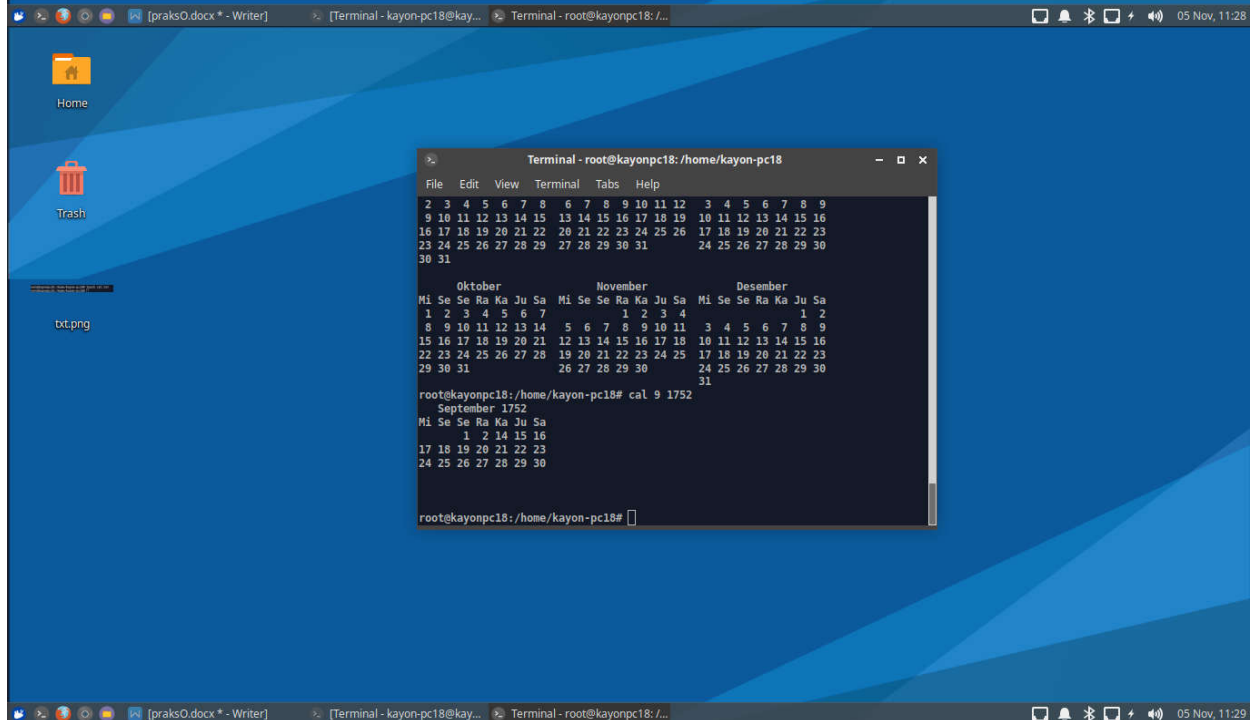 [praksO.docx * - Writer] [Terminal - kayon-pc18@kay... Terminal - root@kayonpc18: /... 05 Nov, 11:28
Home
Trash
txt.png
Terminal - root@kayonpc18: /home/kayon-pc18
File Edit View Terminal Tabs Help
2 3 4 5 6 7 8 6 7 8 9 10 11 12 3 4 5 6 7 8 9
9 10 11 12 13 14 15 13 14 15 16 17 18 19 10 11 12 13 14 15 16
16 17 18 19 20 21 22 20 21 22 23 24 25 26 17 18 19 20 21 22 23
23 24 25 26 27 28 29 27 28 29 30 31 24 25 26 27 28 29 30
30 31
Oktober November Desember
Mi Se Se Ra Ka Ju Sa Mi Se Se Ra Ka Ju Sa Mi Se Se Ra Ka Ju Sa
1 2 3 4 5 6 7 1 2 3 4 1 2
8 9 10 11 12 13 14 5 6 7 8 9 10 11 3 4 5 6 7 8 9
15 16 17 18 19 20 21 12 13 14 15 16 17 18 10 11 12 13 14 15 16
22 23 24 25 26 27 28 19 20 21 22 23 24 25 17 18 19 20 21 22 23
29 30 31 26 27 28 29 30 24 25 26 27 28 29 30
31
root@kayonpc18:/home/kayon-pc18# cal 9 1752
September 1752
Mi Se Se Ra Ka Ju Sa
1 2 14 15 16
17 18 19 20 21 22 23
24 25 26 27 28 29 30
root@kayonpc18:/home/kayon-pc18#
[praksO.docx * - Writer] [Terminal - kayon-pc18@kay... Terminal - root@kayonpc18: /... 05 Nov, 11:29